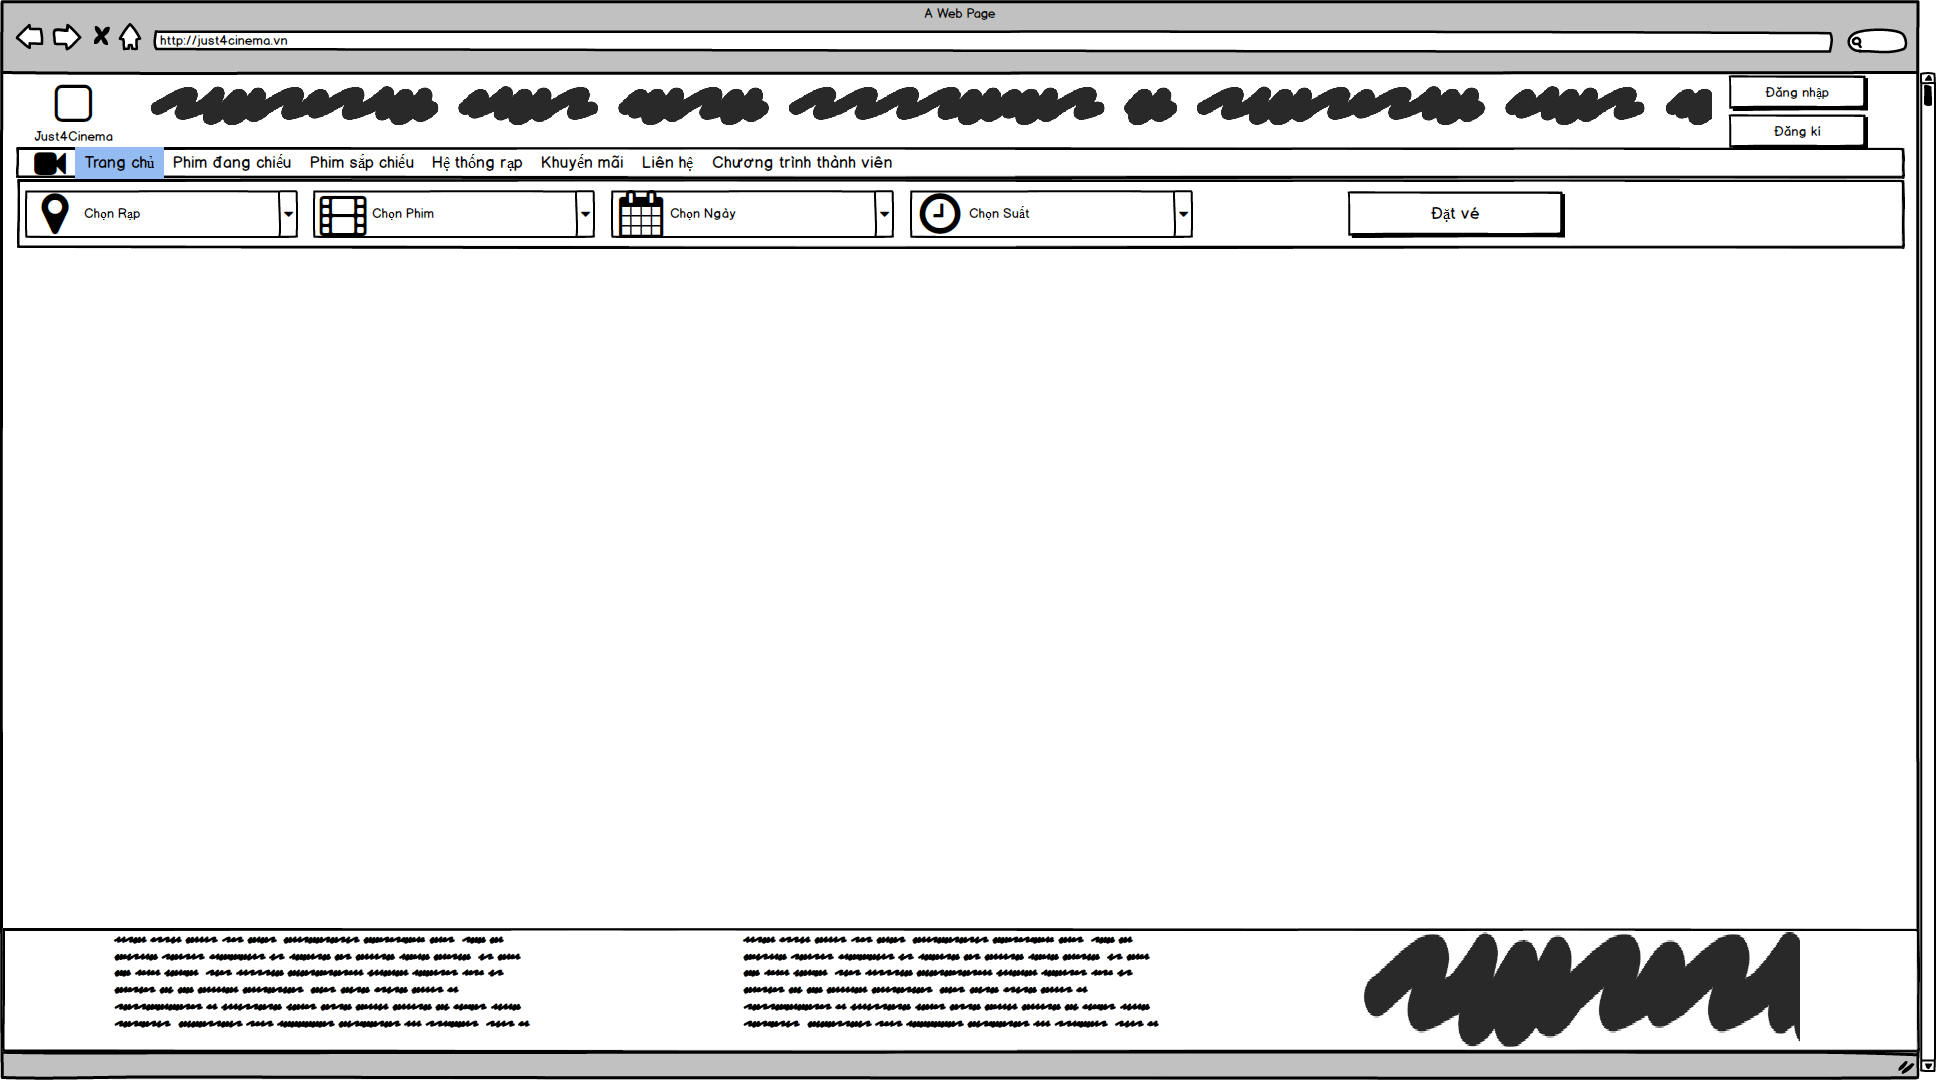 A Web Page
http://just4cinema.vn
Just4Cinema
Đăng nhập
Đăng kí
Trang chủ Phim đang chiếu Phim sắp chiếu Hệ thống rạp Khuyến mãi Liên hệ Chương trình thành viên
Chọn Rạp Chọn Phim Chọn Ngày Chọn Suất Đặt vé